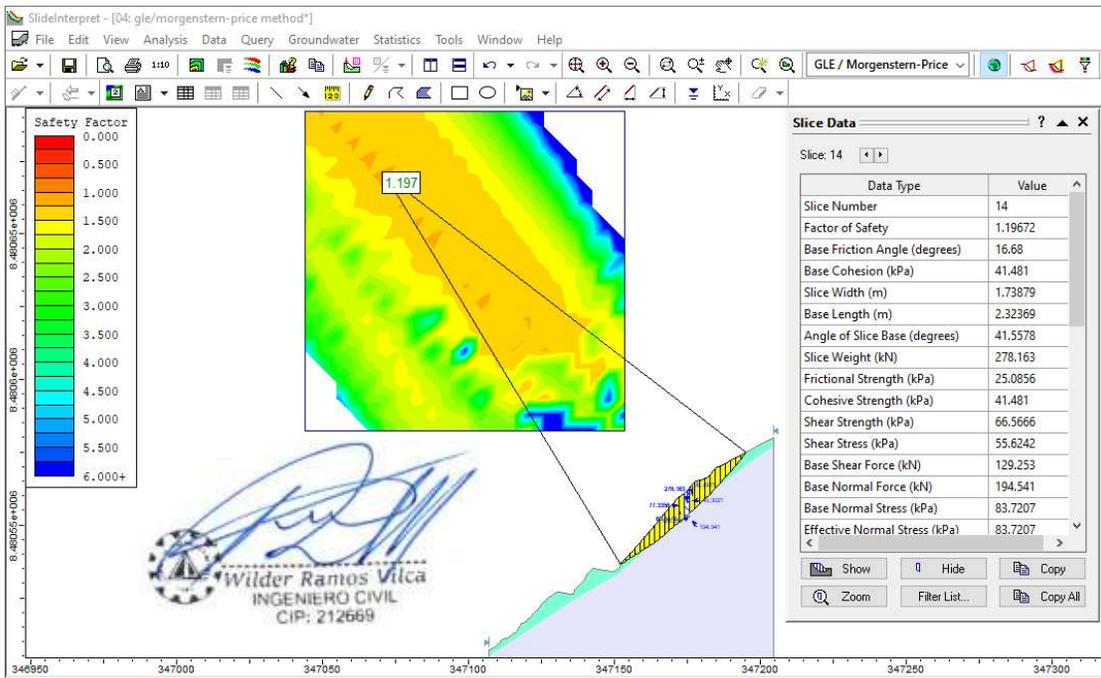 SlideInterpret - [04: gle/morgenstern-price method*]
File Edit View Analysis Data Query Groundwater Statistics Tools Window Help
1:10
GLE / Morgenstern-Price
Safety Factor
0.000
0.500
1.000
1.500
2.000
2.500
3.000
3.500
4.000
4.500
5.000
5.500
6.000+
1.197
8.48065e+006
8.4806e+006
8.48055e+006
278.163
194.541
Wilder Ramos Vilca
INGENIERO CIVIL
CIP: 212669
346950 347000 347050 347100 347150 347200 347250 347300
Slice Data ?
Slice: 14
Data Type Value
Slice Number 14
Factor of Safety 1.19672
Base Friction Angle (degrees) 16.68
Base Cohesion (kPa) 41.481
Slice Width (m) 1.73879
Base Length (m) 2.32369
Angle of Slice Base (degrees) 41.5578
Slice Weight (kN) 278.163
Frictional Strength (kPa) 25.0856
Cohesive Strength (kPa) 41.481
Shear Strength (kPa) 66.5666
Shear Stress (kPa) 55.6242
Base Shear Force (kN) 129.253
Base Normal Force (kN) 194.541
Base Normal Stress (kPa) 83.7207
Effective Normal Stress (kPa) 83.7207
Show Hide Copy
Zoom Filter List... Copy All